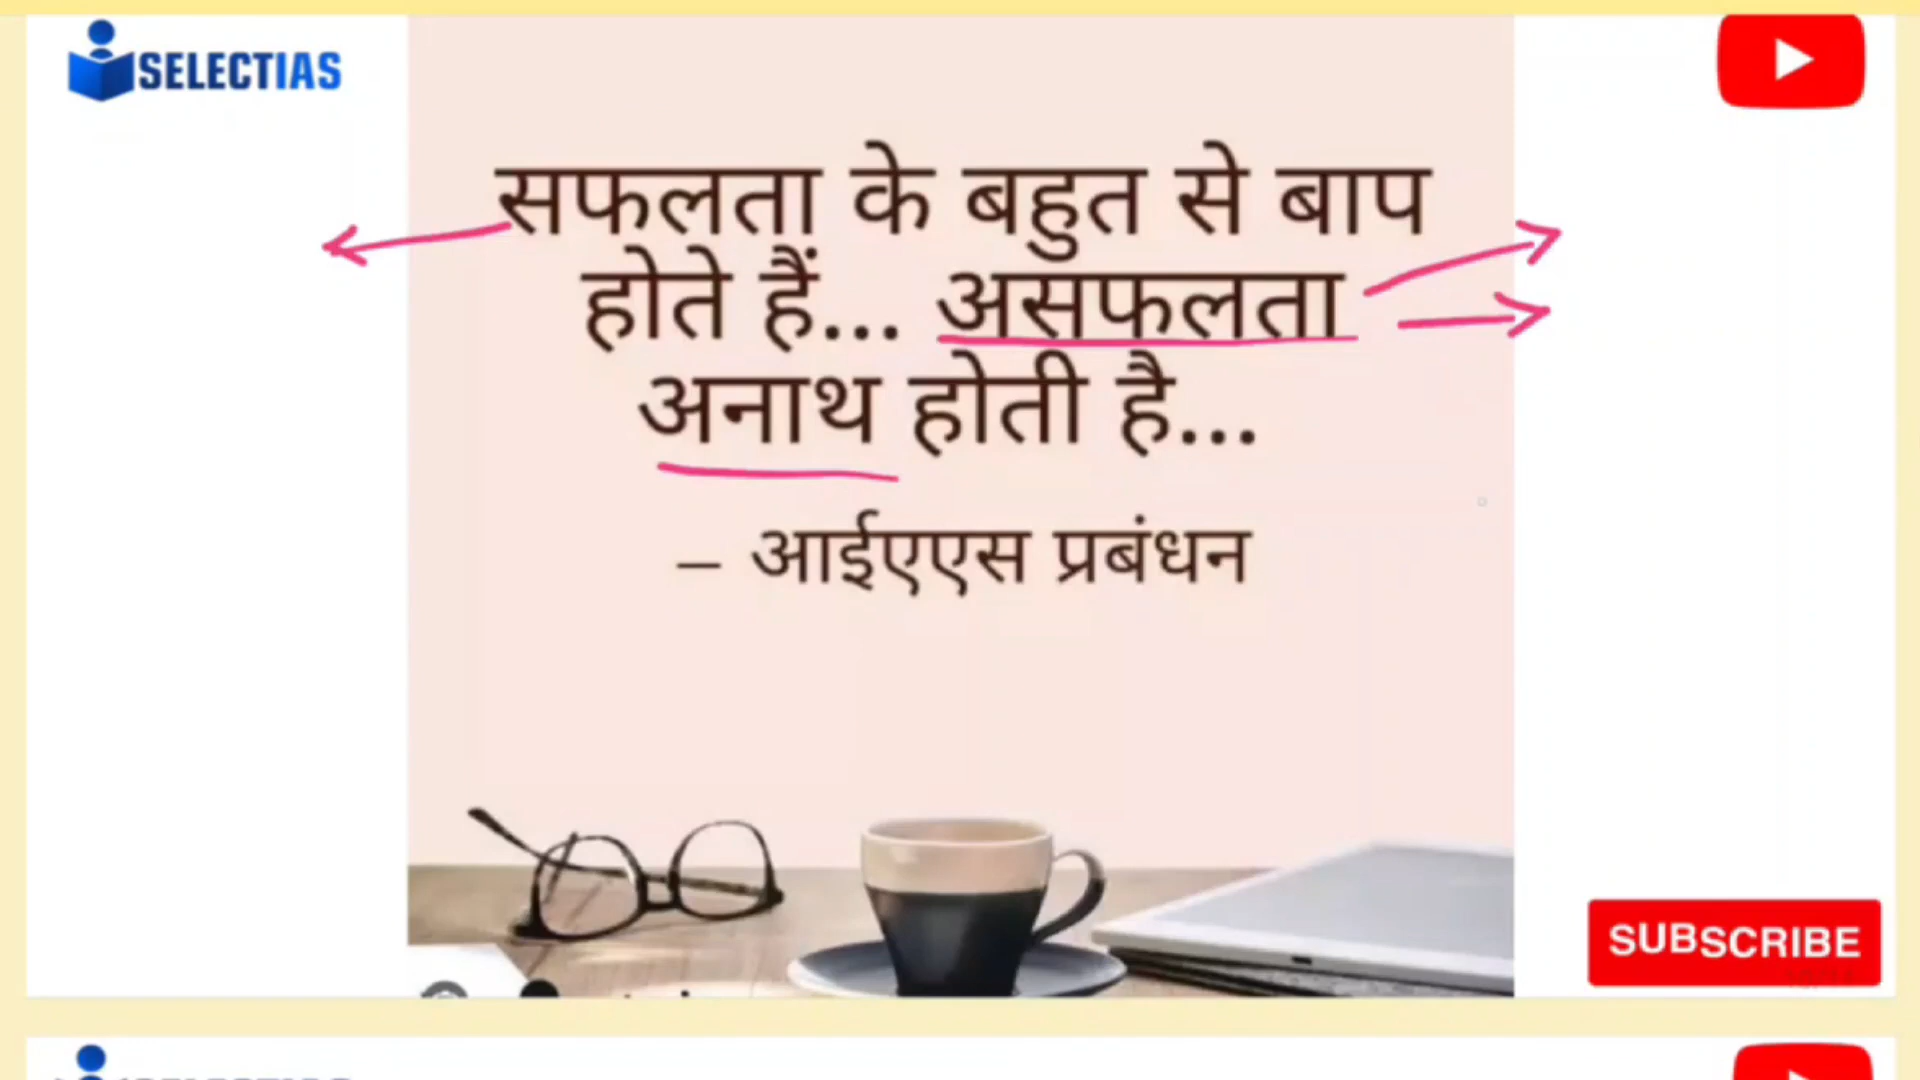 SELECTIAS
सफलता के बहुत से बाप
होते हैं... असफलता
अनाथ होती है...
– आईएएस प्रबंधन
SUBSCRIBE